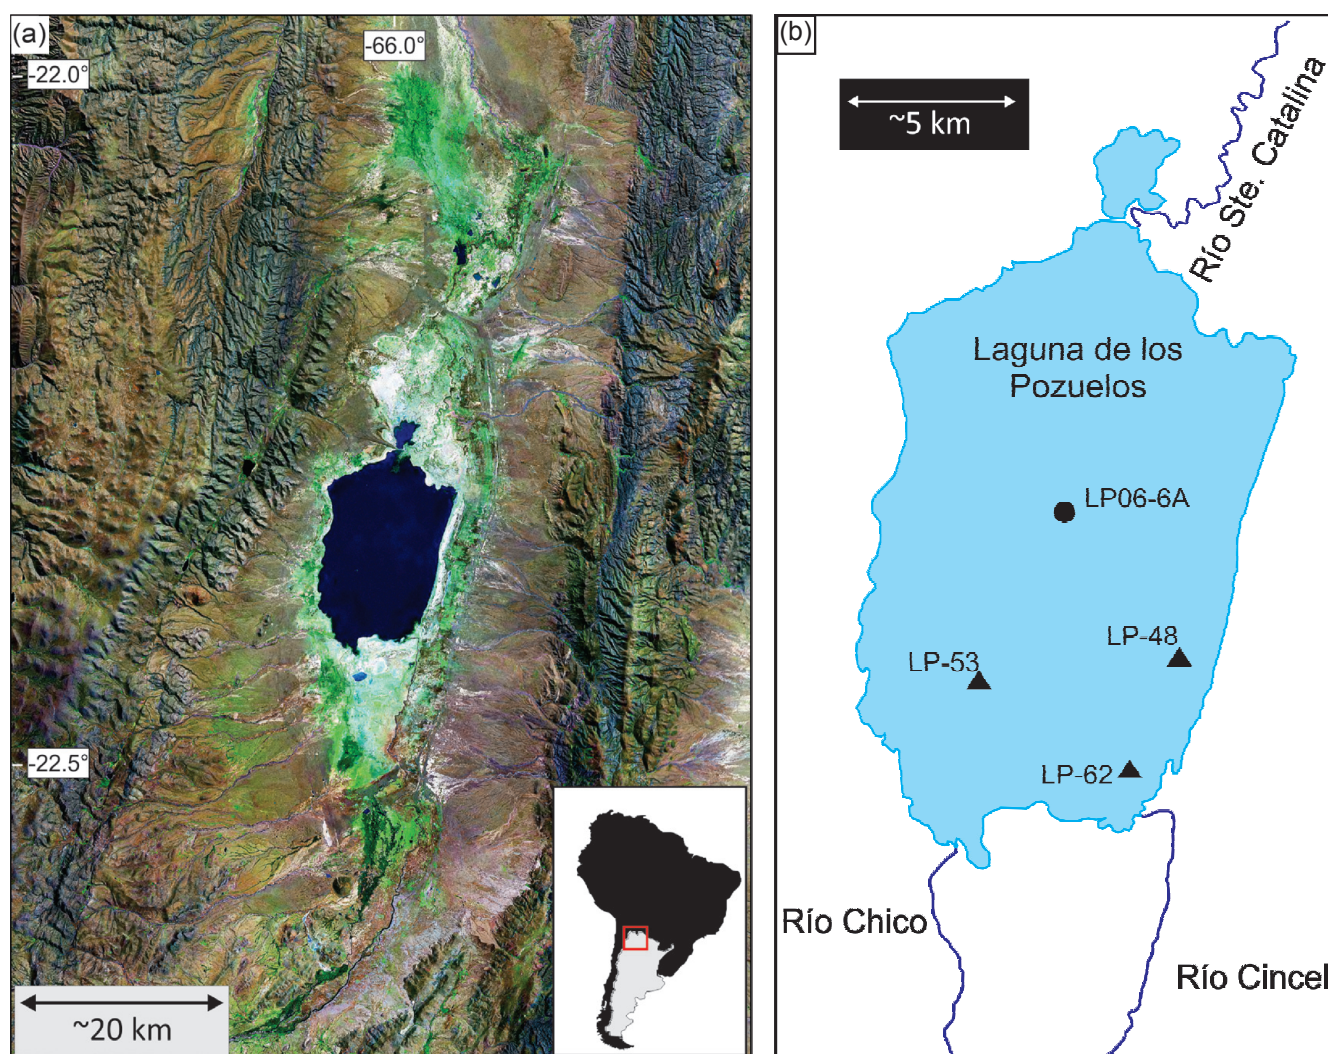 (a)
-66.0°
-22.0°
-22.5°
~20 km
(b)
~5 km
Río Ste. Catalina
Laguna de los
Pozuelos
LP06-6A
LP-48
LP-53
LP-62
Río Chico
Río Cincel